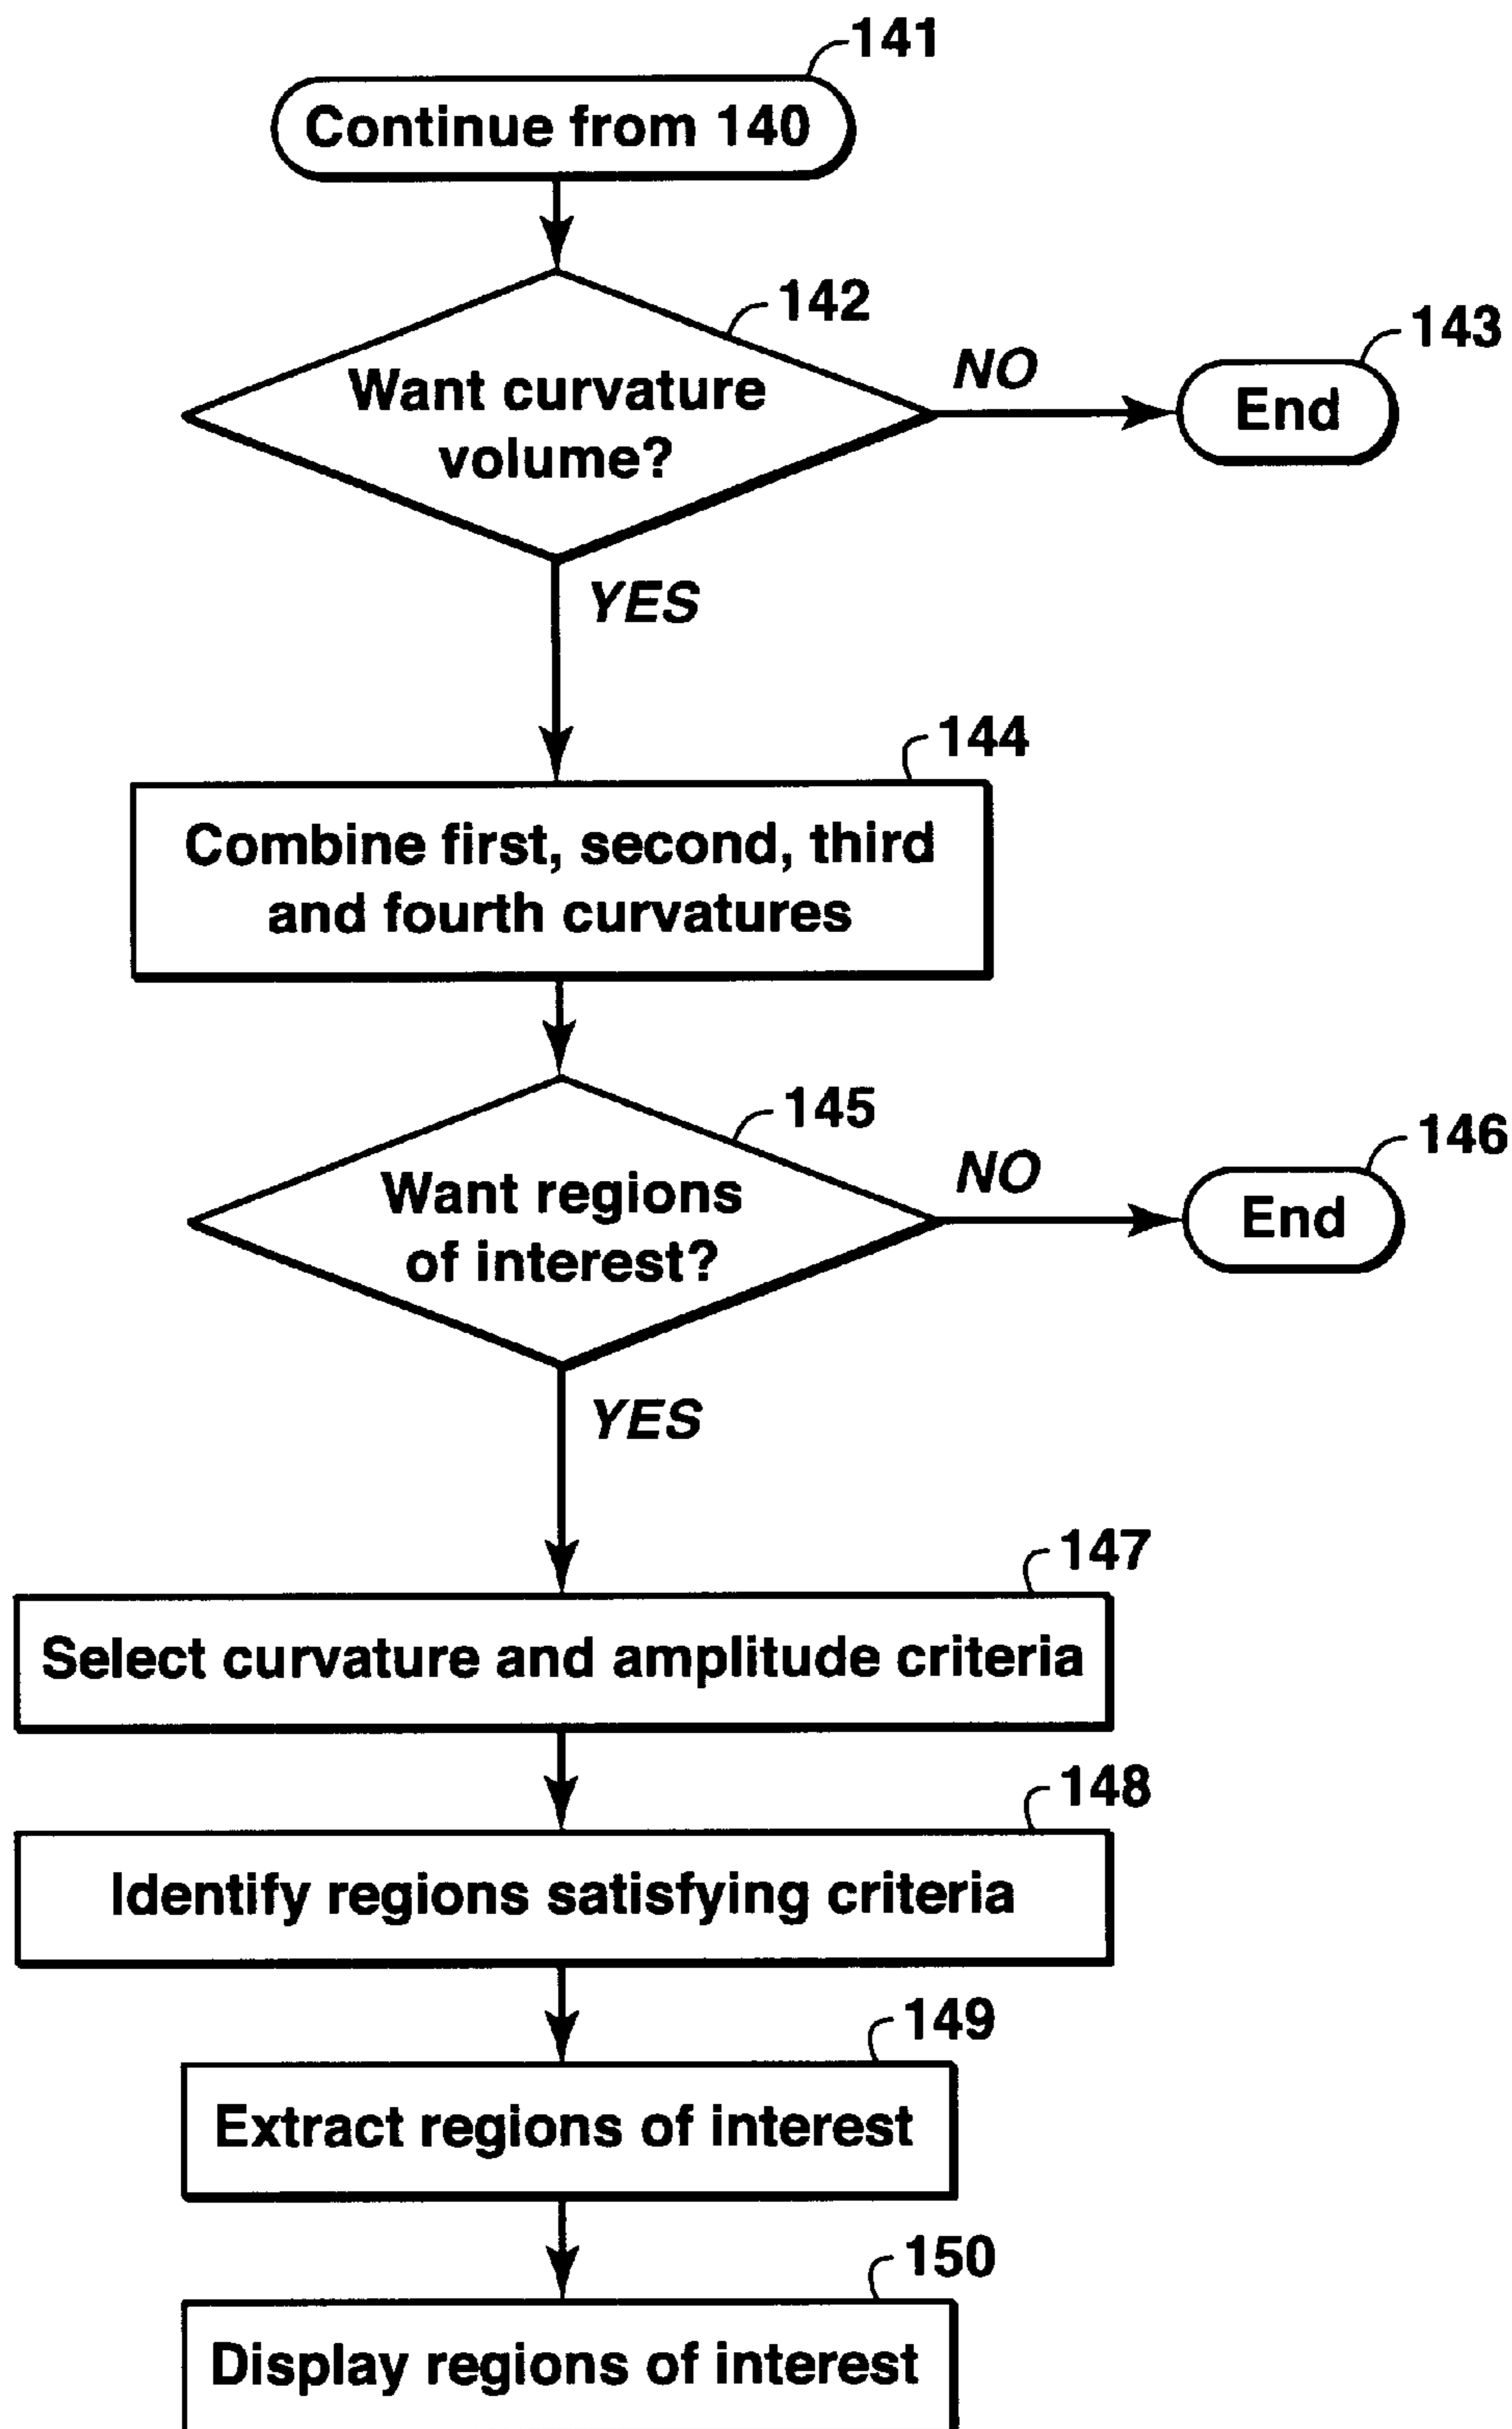 141
Continue from 140
142
Want curvature
volume?
NO
143
End
YES
144
Combine first, second, third
and fourth curvatures
145
Want regions
of interest?
NO
146
End
YES
147
Select curvature and amplitude criteria
148
Identify regions satisfying criteria
149
Extract regions of interest
150
Display regions of interest